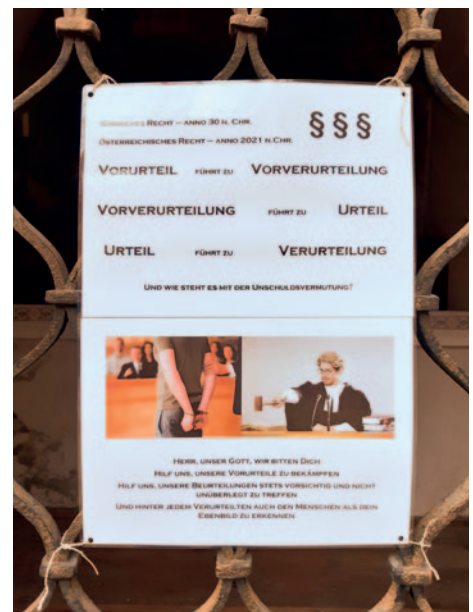 RÖMISCHES RECHT – ANNO 30 N. CHR.
§§§
ÖSTERREICHISCHES RECHT – ANNO 2021 N.CHR.
VORURTEIL FÜHRT ZU VORVERURTEILUNG
VORVERURTEILUNG FÜHRT ZU URTEIL
URTEIL FÜHRT ZU VERURTEILUNG
UND WIE STEHT ES MIT DER UNSCHULDSVERMUTUNG?
HERR, UNSER GOTT, WIR BITTEN DICH
HILF UNS, UNSERE VORURTEILE ZU BEKÄMPFEN
HILF UNS, UNSERE BEURTEILUNGEN STETS VORSICHTIG UND NICHT
UNÜBERLEGT ZU TREFFEN
UND HINTER JEDEM VERURTEILTEN AUCH DEN MENSCHEN ALS DEIN
EBENBILD ZU ERKENNEN